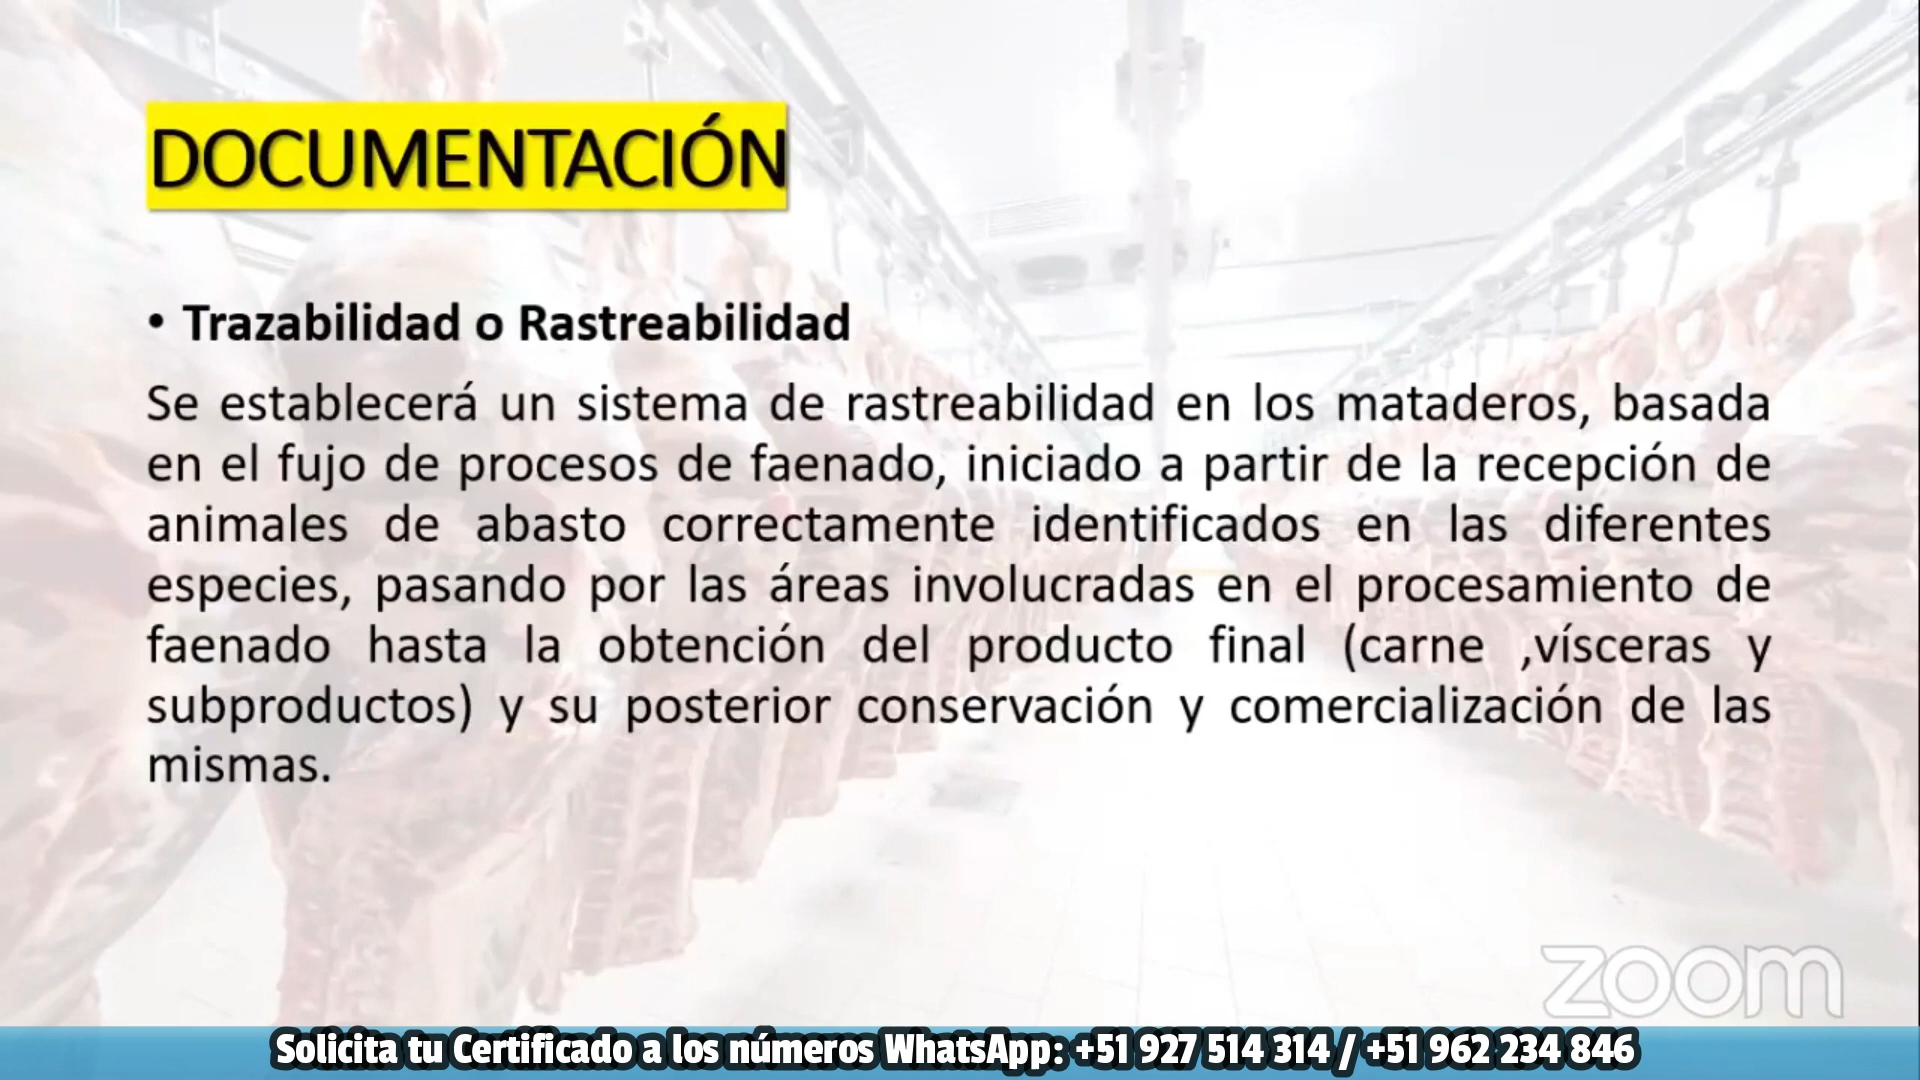 DOCUMENTACIÓN
• Trazabilidad o Rastreabilidad
Se establecerá un sistema de rastreabilidad en los mataderos, basada
en el fujo de procesos de faenado, iniciado a partir de la recepción de
animales de abasto correctamente identificados en las diferentes
especies, pasando por las áreas involucradas en el procesamiento de
faenado hasta la obtención del producto final (carne ,vísceras y
subproductos) y su posterior conservación y comercialización de las
mismas.
zoom
Solicita tu Certificado a los números WhatsApp: +51 927 514 314 / +51 962 234 846